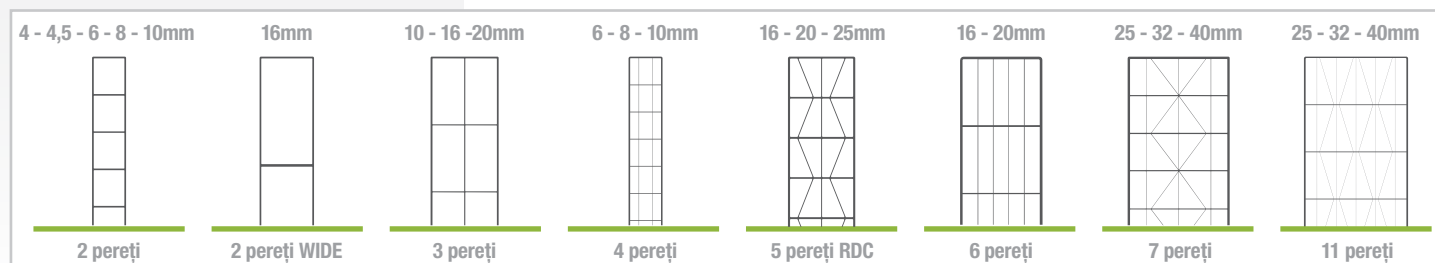 4 - 4,5 - 6 - 8 - 10mm
16mm
10 - 16 -20mm
6 - 8 - 10mm
16 - 20 - 25mm
16 - 20mm
25 - 32 - 40mm
25 - 32 - 40mm
2 pereți
2 pereți WIDE
3 pereți
4 pereți
5 pereți RDC
6 pereți
7 pereți
11 pereți